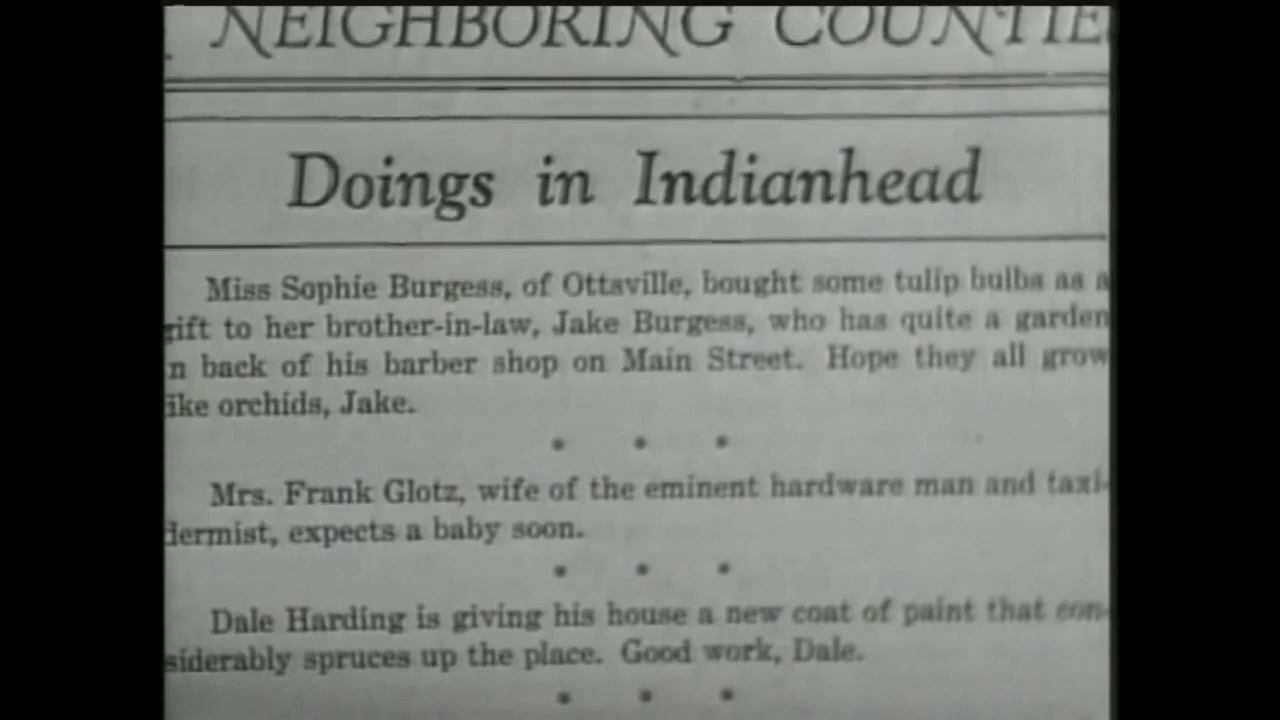 NEIGHBORING COUNTIE
Doings in Indianhead
Miss Sophie Burgess, of Ottsville, bought some tulip bulbs as a
gift to her brother-in-law, Jake Burgess, who has quite a garden
n back of his barber shop on Main Street. Hope they all grow
ike orchids, Jake.
• • •
Mrs. Frank Glotz, wife of the eminent hardware man and taxi-
dermist, expects a baby soon.
• • •
Dale Harding is giving his house a new coat of paint that con-
siderably spruces up the place. Good work, Dale.
• • •